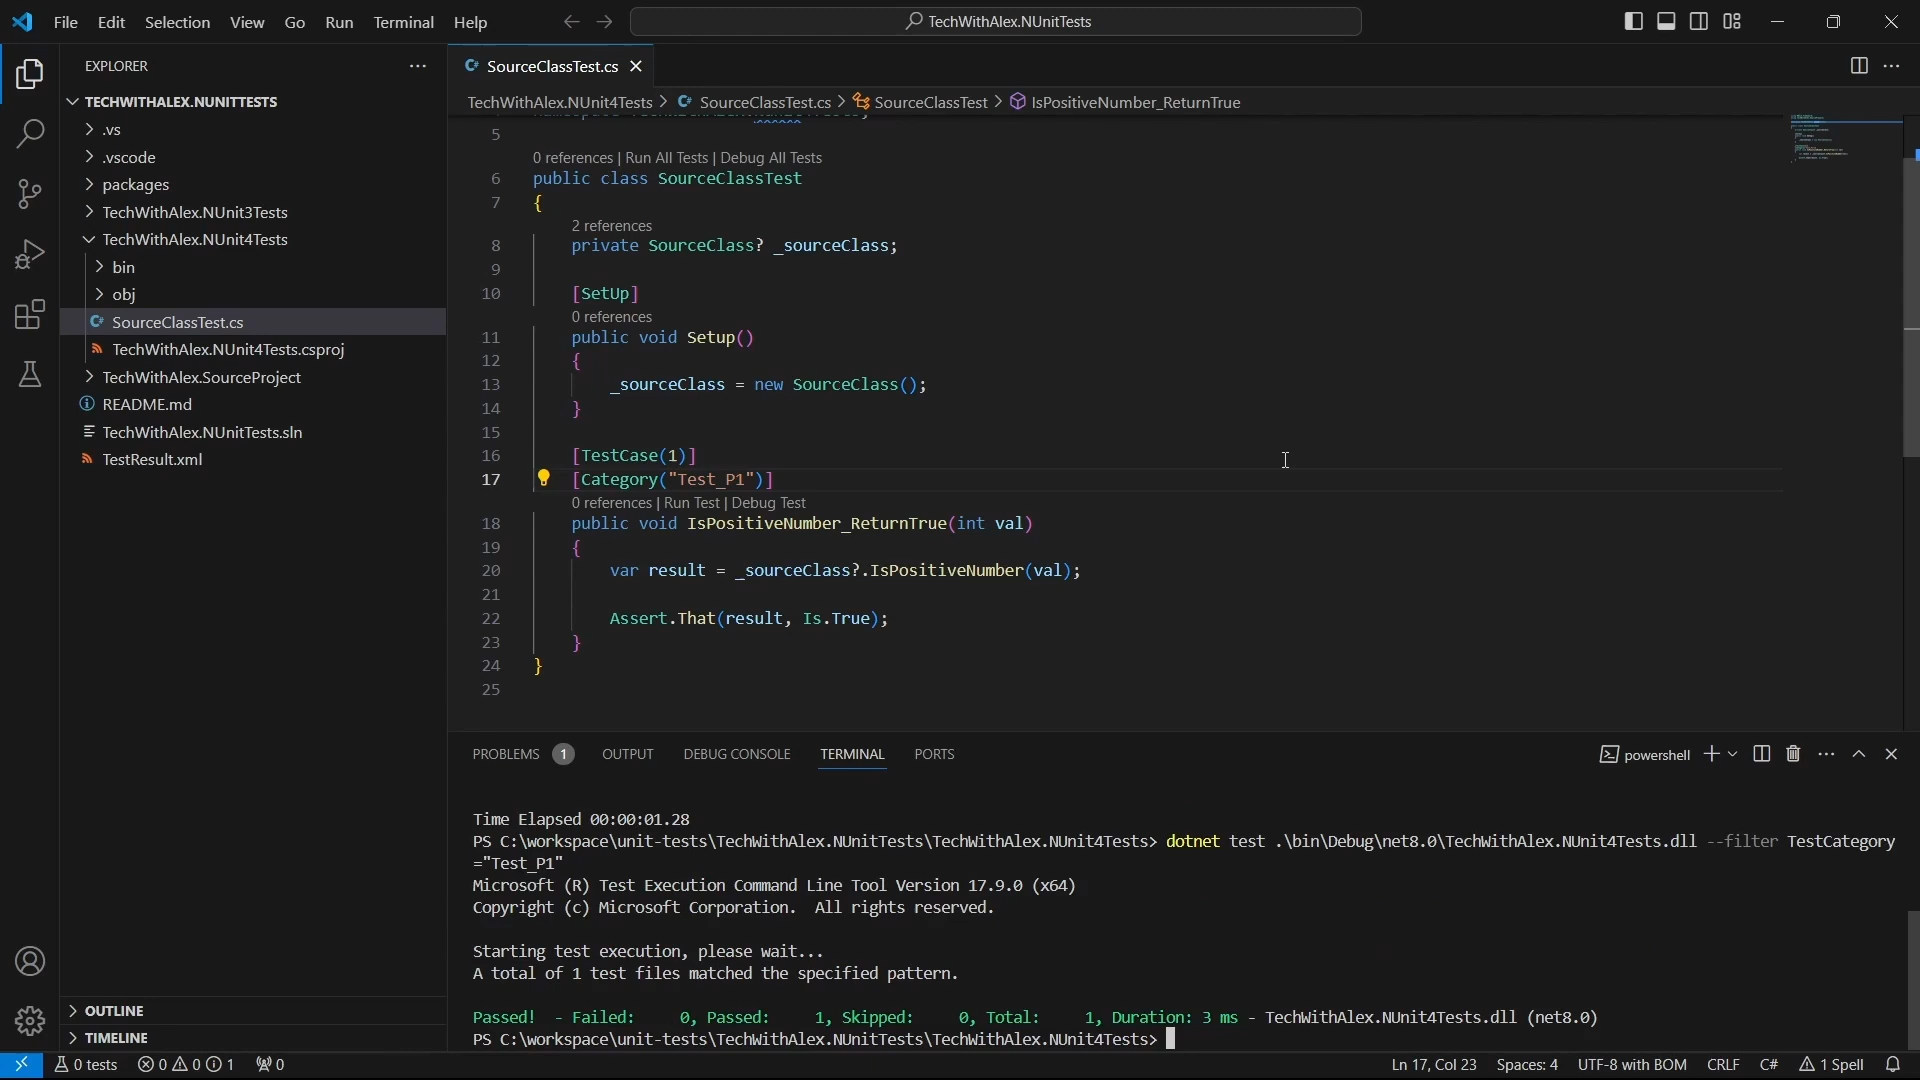 File Edit Selection View Go Run Terminal Help
TechWithAlex.NUnitTests
EXPLORER
TECHWITHALEX.NUNITTESTS
.vs
.vscode
packages
TechWithAlex.NUnit3Tests
TechWithAlex.NUnit4Tests
bin
obj
SourceClassTest.cs
TechWithAlex.NUnit4Tests.csproj
TechWithAlex.SourceProject
README.md
TechWithAlex.NUnitTests.sln
TestResult.xml
OUTLINE
TIMELINE
SourceClassTest.cs
TechWithAlex.NUnit4Tests > SourceClassTest.cs > SourceClassTest > IsPositiveNumber_ReturnTrue
5
0 references | Run All Tests | Debug All Tests
6 public class SourceClassTest
7 {
2 references
8 private SourceClass? _sourceClass;
9
10 [SetUp]
0 references
11 public void Setup()
12 {
13 _sourceClass = new SourceClass();
14 }
15
16 [TestCase(1)]
17 [Category("Test_P1")]
0 references | Run Test | Debug Test
18 public void IsPositiveNumber_ReturnTrue(int val)
19 {
20 var result = _sourceClass?.IsPositiveNumber(val);
21
22 Assert.That(result, Is.True);
23 }
24 }
25
PROBLEMS 1 OUTPUT DEBUG CONSOLE TERMINAL PORTS
powershell
Time Elapsed 00:00:01.28
PS C:\workspace\unit-tests\TechWithAlex.NUnitTests\TechWithAlex.NUnit4Tests> dotnet test .\bin\Debug\net8.0\TechWithAlex.NUnit4Tests.dll --filter TestCategory
="Test_P1"
Microsoft (R) Test Execution Command Line Tool Version 17.9.0 (x64)
Copyright (c) Microsoft Corporation.  All rights reserved.
Starting test execution, please wait...
A total of 1 test files matched the specified pattern.
Passed!  - Failed:     0, Passed:     1, Skipped:     0, Total:     1, Duration: 3 ms - TechWithAlex.NUnit4Tests.dll (net8.0)
PS C:\workspace\unit-tests\TechWithAlex.NUnitTests\TechWithAlex.NUnit4Tests>
0 tests 0 0 1 0 Ln 17, Col 23 Spaces: 4 UTF-8 with BOM CRLF C# 1 Spell